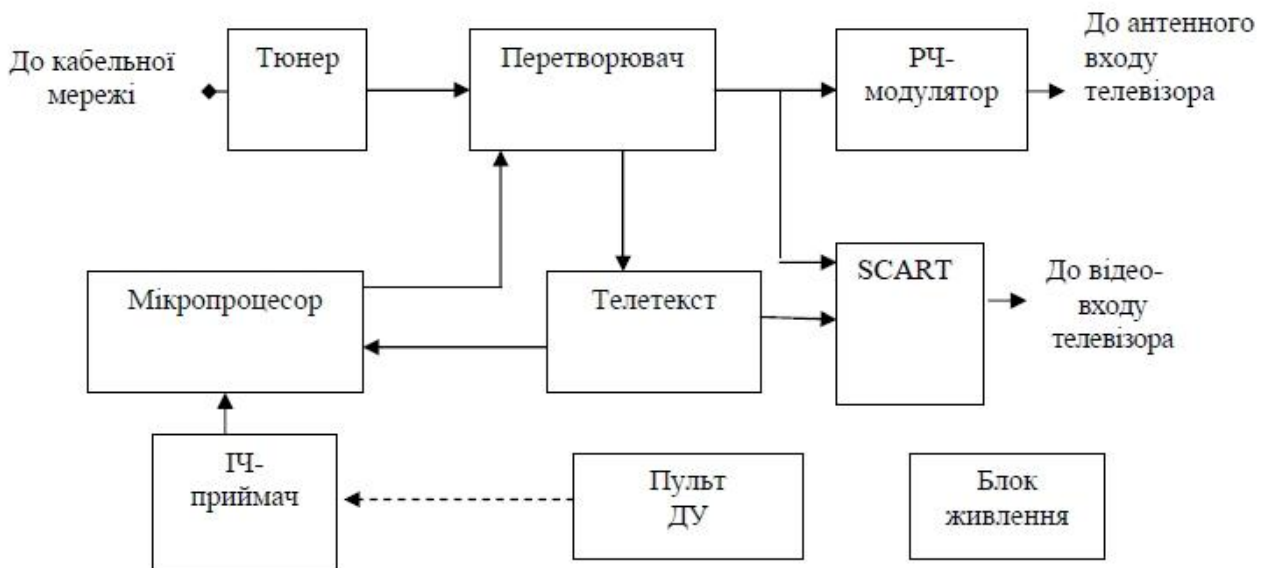 До кабельної
мережі
Тюнер
Перетворювач
РЧ-
модулятор
До антенного
входу
телевізора
Мікропроцесор
Телетекст
SCART
До відео-
входу
телевізора
ІЧ-
приймач
Пульт
ДУ
Блок
живлення